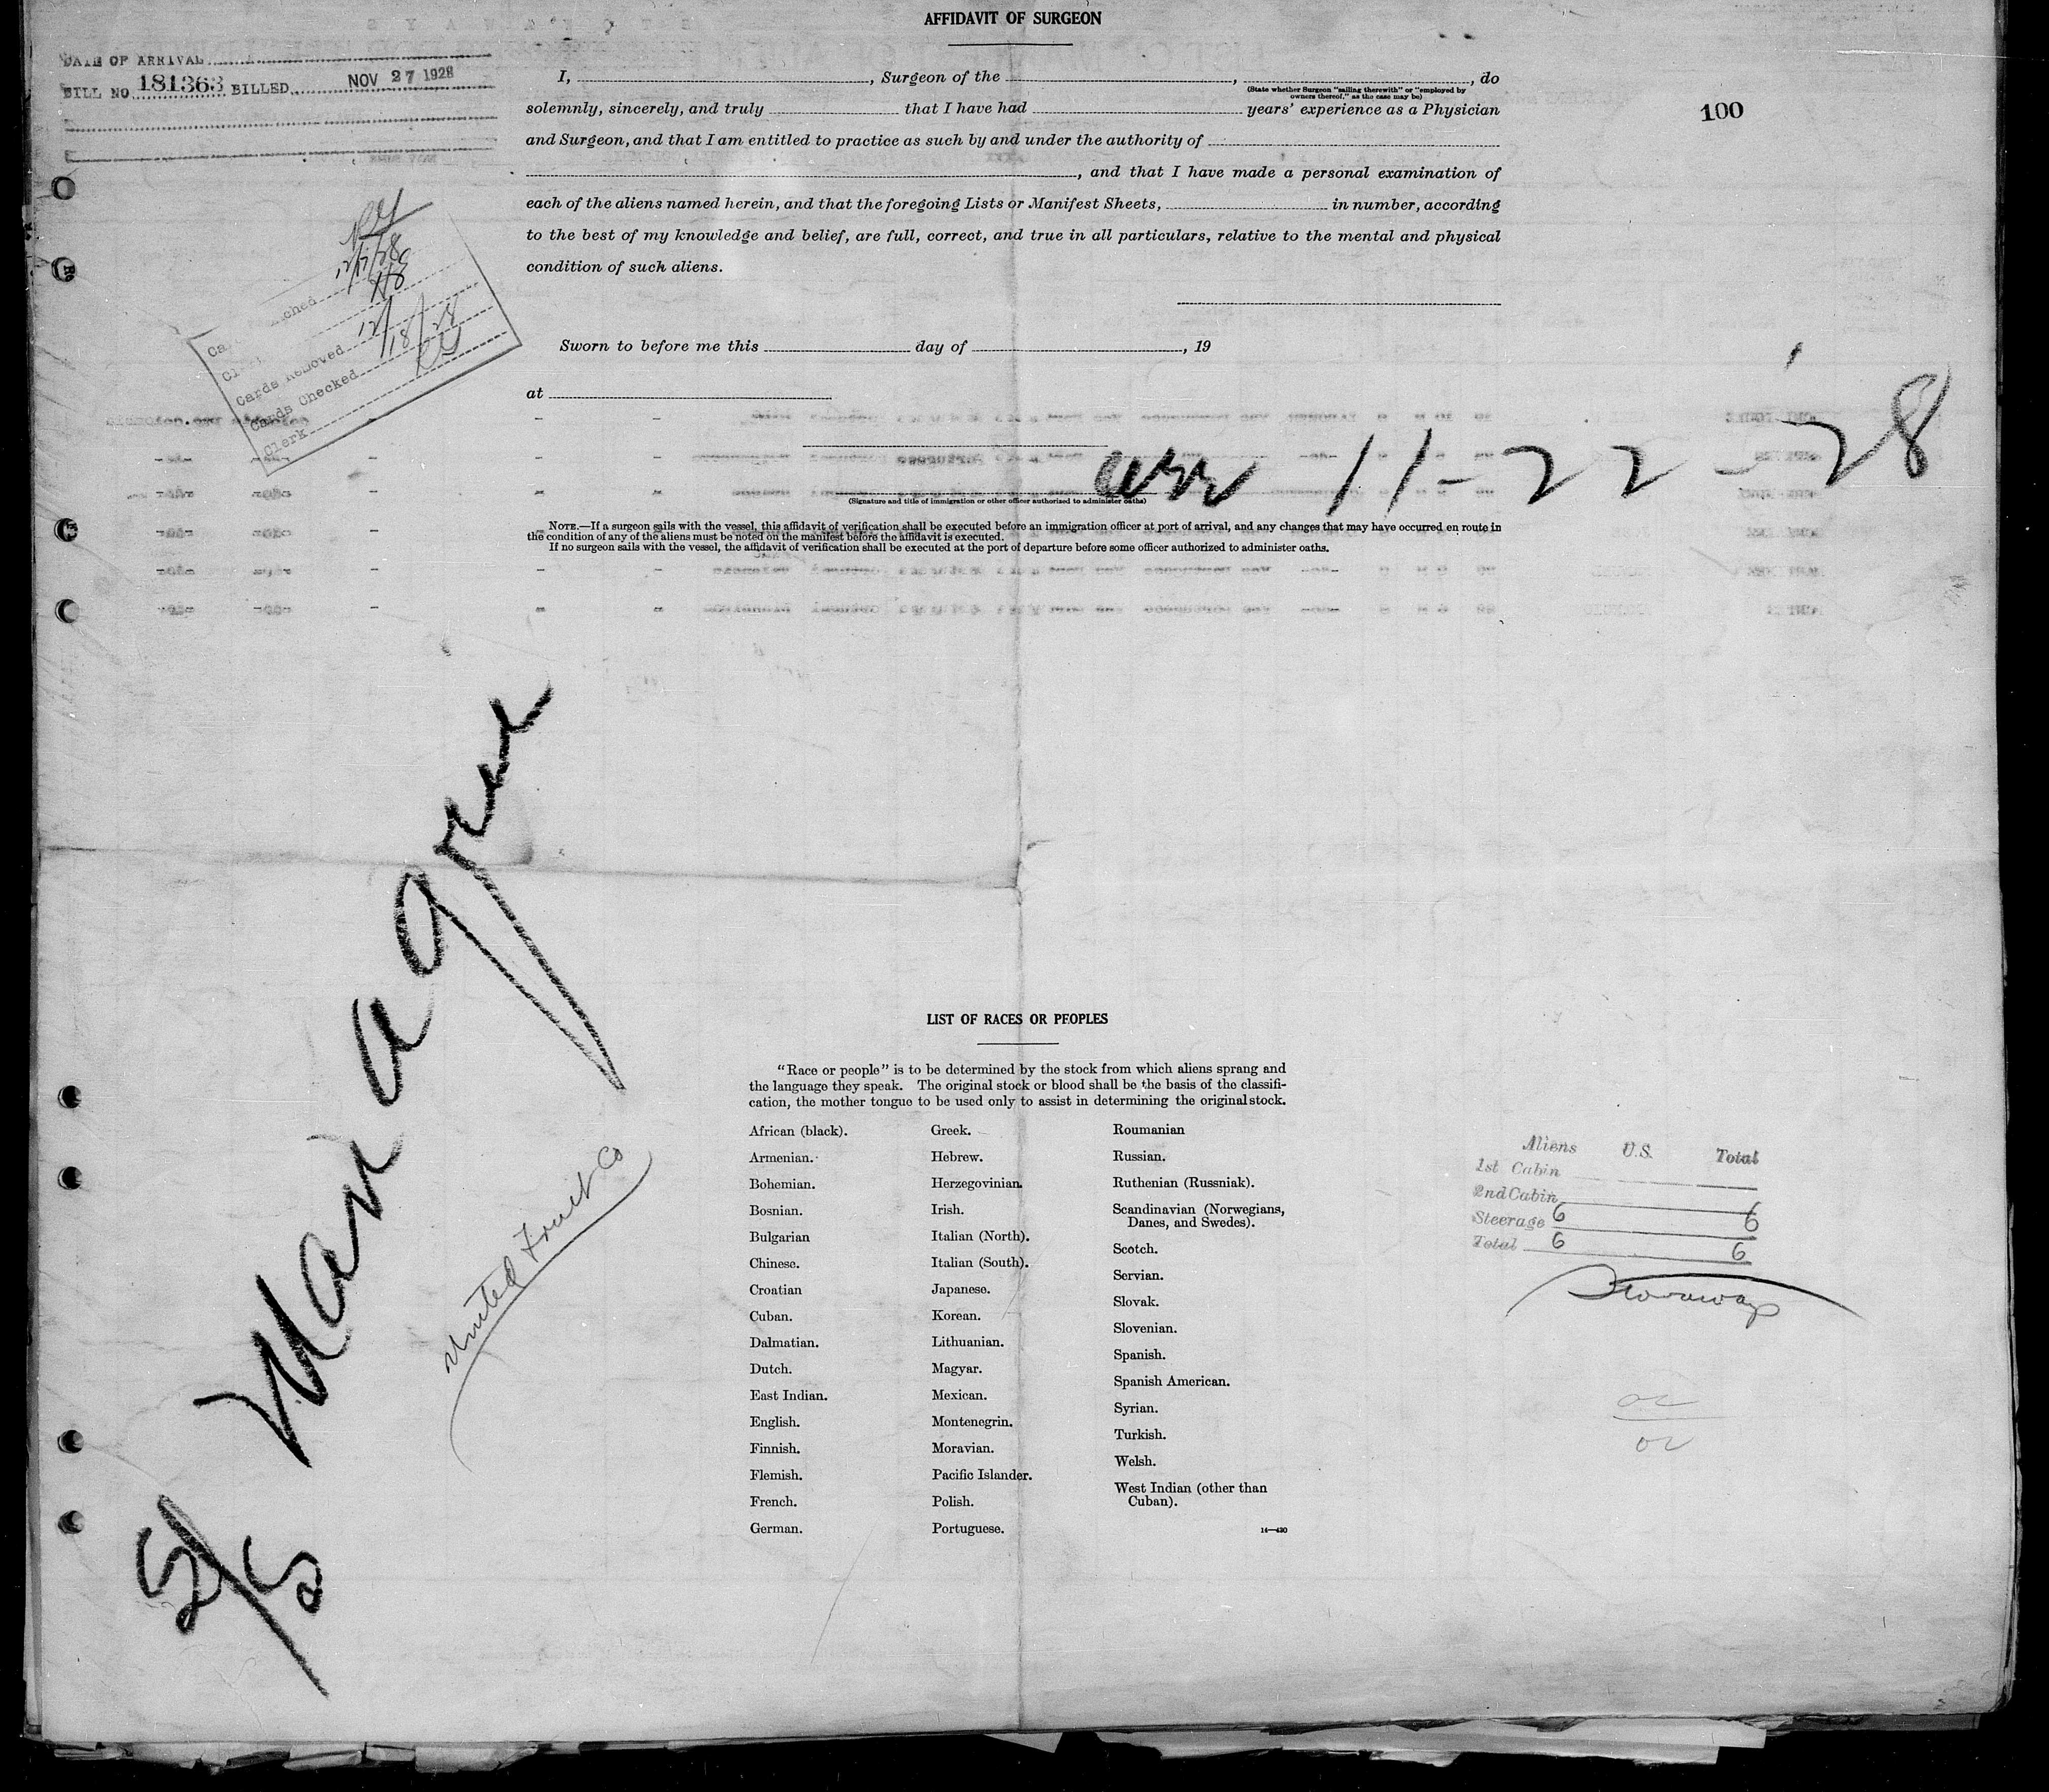 AFFIDAVIT OF SURGEON
DATE OF ARRIVAL
BILL NO 181363 BILLED NOV 27 1928
I, , Surgeon of the , , do
(State whether Surgeon "sailing therewith" or "employed by
owners thereof," as the case may be)
solemnly, sincerely, and truly that I have had years' experience as a Physician
100
and Surgeon, and that I am entitled to practice as such by and under the authority of
, and that I have made a personal examination of
each of the aliens named herein, and that the foregoing Lists or Manifest Sheets, in number, according
to the best of my knowledge and belief, are full, correct, and true in all particulars, relative to the mental and physical
condition of such aliens.
12/17/28
Cards Removed 12/18/28
Cards Checked
Clerk
Sworn to before me this day of , 19
at
arr 11-22-'28
(Signature and title of immigration or other officer authorized to administer oaths)
NOTE.—If a surgeon sails with the vessel, this affidavit of verification shall be executed before an immigration officer at port of arrival, and any changes that may have occurred en route in
the condition of any of the aliens must be noted on the manifest before the affidavit is executed.
If no surgeon sails with the vessel, the affidavit of verification shall be executed at the port of departure before some officer authorized to administer oaths.
S/S Managua
United Fruit Co
LIST OF RACES OR PEOPLES
"Race or people" is to be determined by the stock from which aliens sprang and
the language they speak. The original stock or blood shall be the basis of the classifi-
cation, the mother tongue to be used only to assist in determining the original stock.
African (black).
Armenian.
Bohemian.
Bosnian.
Bulgarian
Chinese.
Croatian
Cuban.
Dalmatian.
Dutch.
East Indian.
English.
Finnish.
Flemish.
French.
German.
Greek.
Hebrew.
Herzegovinian.
Irish.
Italian (North).
Italian (South).
Japanese.
Korean.
Lithuanian.
Magyar.
Mexican.
Montenegrin.
Moravian.
Pacific Islander.
Polish.
Portuguese.
Roumanian
Russian.
Ruthenian (Russniak).
Scandinavian (Norwegians,
Danes, and Swedes).
Scotch.
Servian.
Slovak.
Slovenian.
Spanish.
Spanish American.
Syrian.
Turkish.
Welsh.
West Indian (other than
Cuban).
14—430
Aliens U.S. Total
1st Cabin
2nd Cabin
Steerage 6 6
Total 6 6
Stowaways